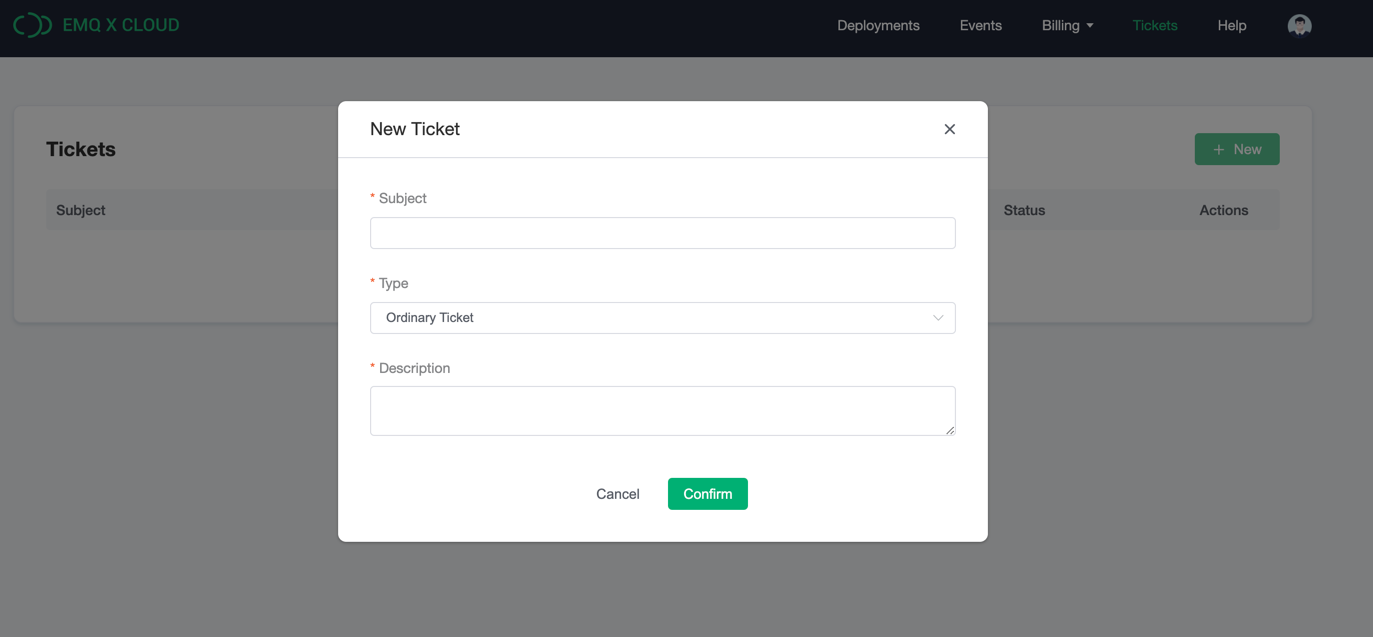 EMQ X CLOUD
Deployments Events Billing Tickets Help
New Ticket
Tickets
+ New
* Subject
Subject
Status
Actions
* Type
Ordinary Ticket
* Description
Cancel
Confirm